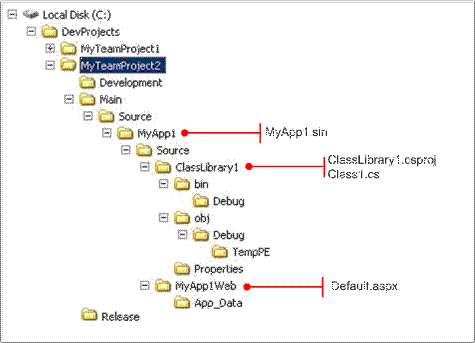 Local Disk (C:)
DevProjects
MyTeamProject1
MyTeamProject2
Development
Main
Source
MyApp1 MyApp1.sln
Source
ClassLibrary1 ClassLibrary1.csproj
Class1.cs
bin
Debug
obj
Debug
TempPE
Properties
MyApp1Web Default.aspx
App_Data
Release